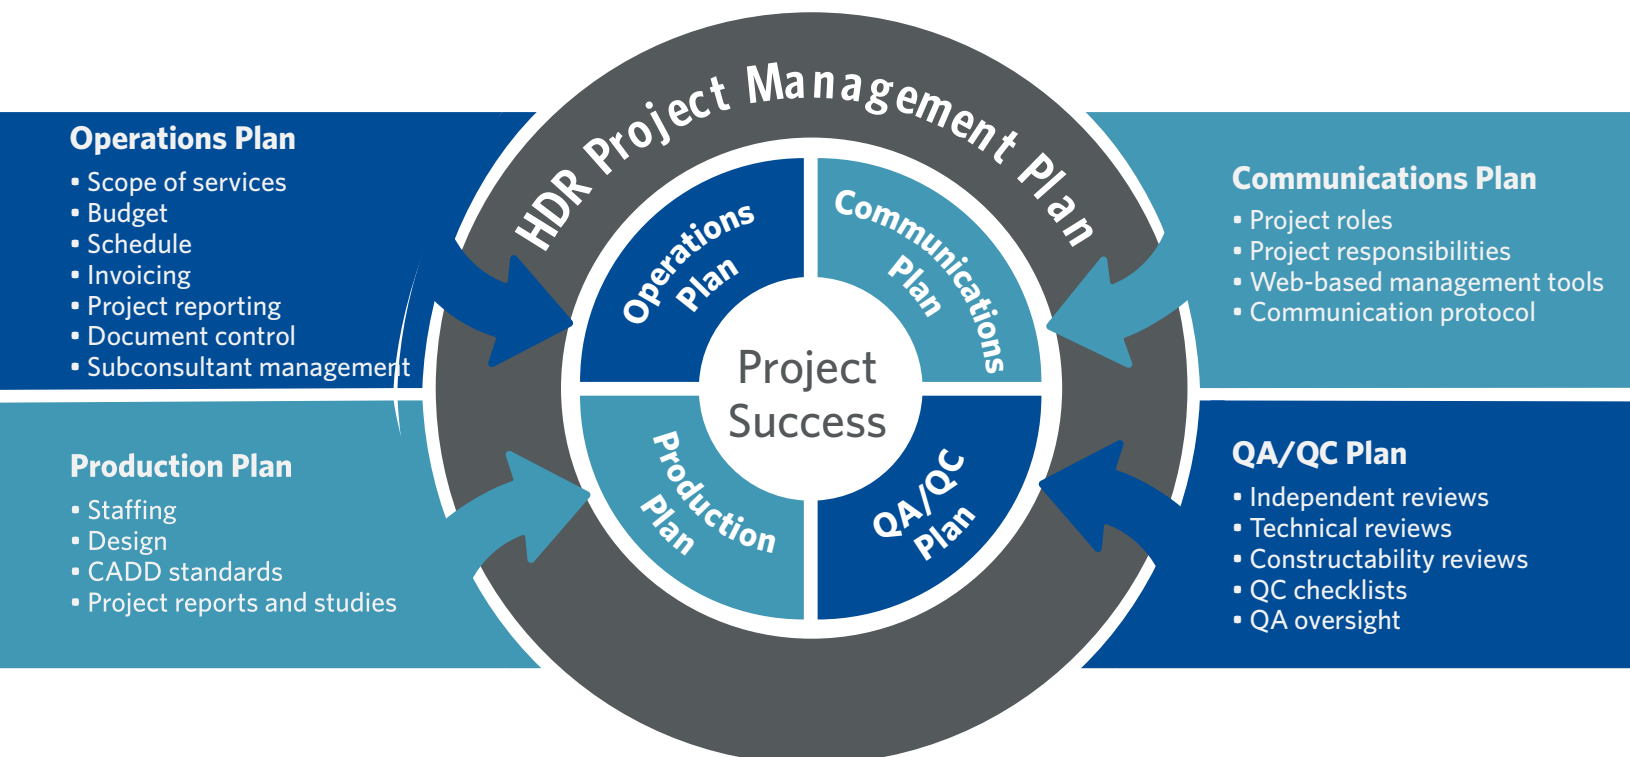 HDR Project Management Plan
Operations Plan
▪ Scope of services
▪ Budget
▪ Schedule
▪ Invoicing
▪ Project reporting
▪ Document control
▪ Subconsultant management
Production Plan
▪ Staffing
▪ Design
▪ CADD standards
▪ Project reports and studies
Operations
Plan
Communications
Plan
Project
Success
Production
Plan
QA/QC
Plan
Communications Plan
▪ Project roles
▪ Project responsibilities
▪ Web-based management tools
▪ Communication protocol
QA/QC Plan
▪ Independent reviews
▪ Technical reviews
▪ Constructability reviews
▪ QC checklists
▪ QA oversight